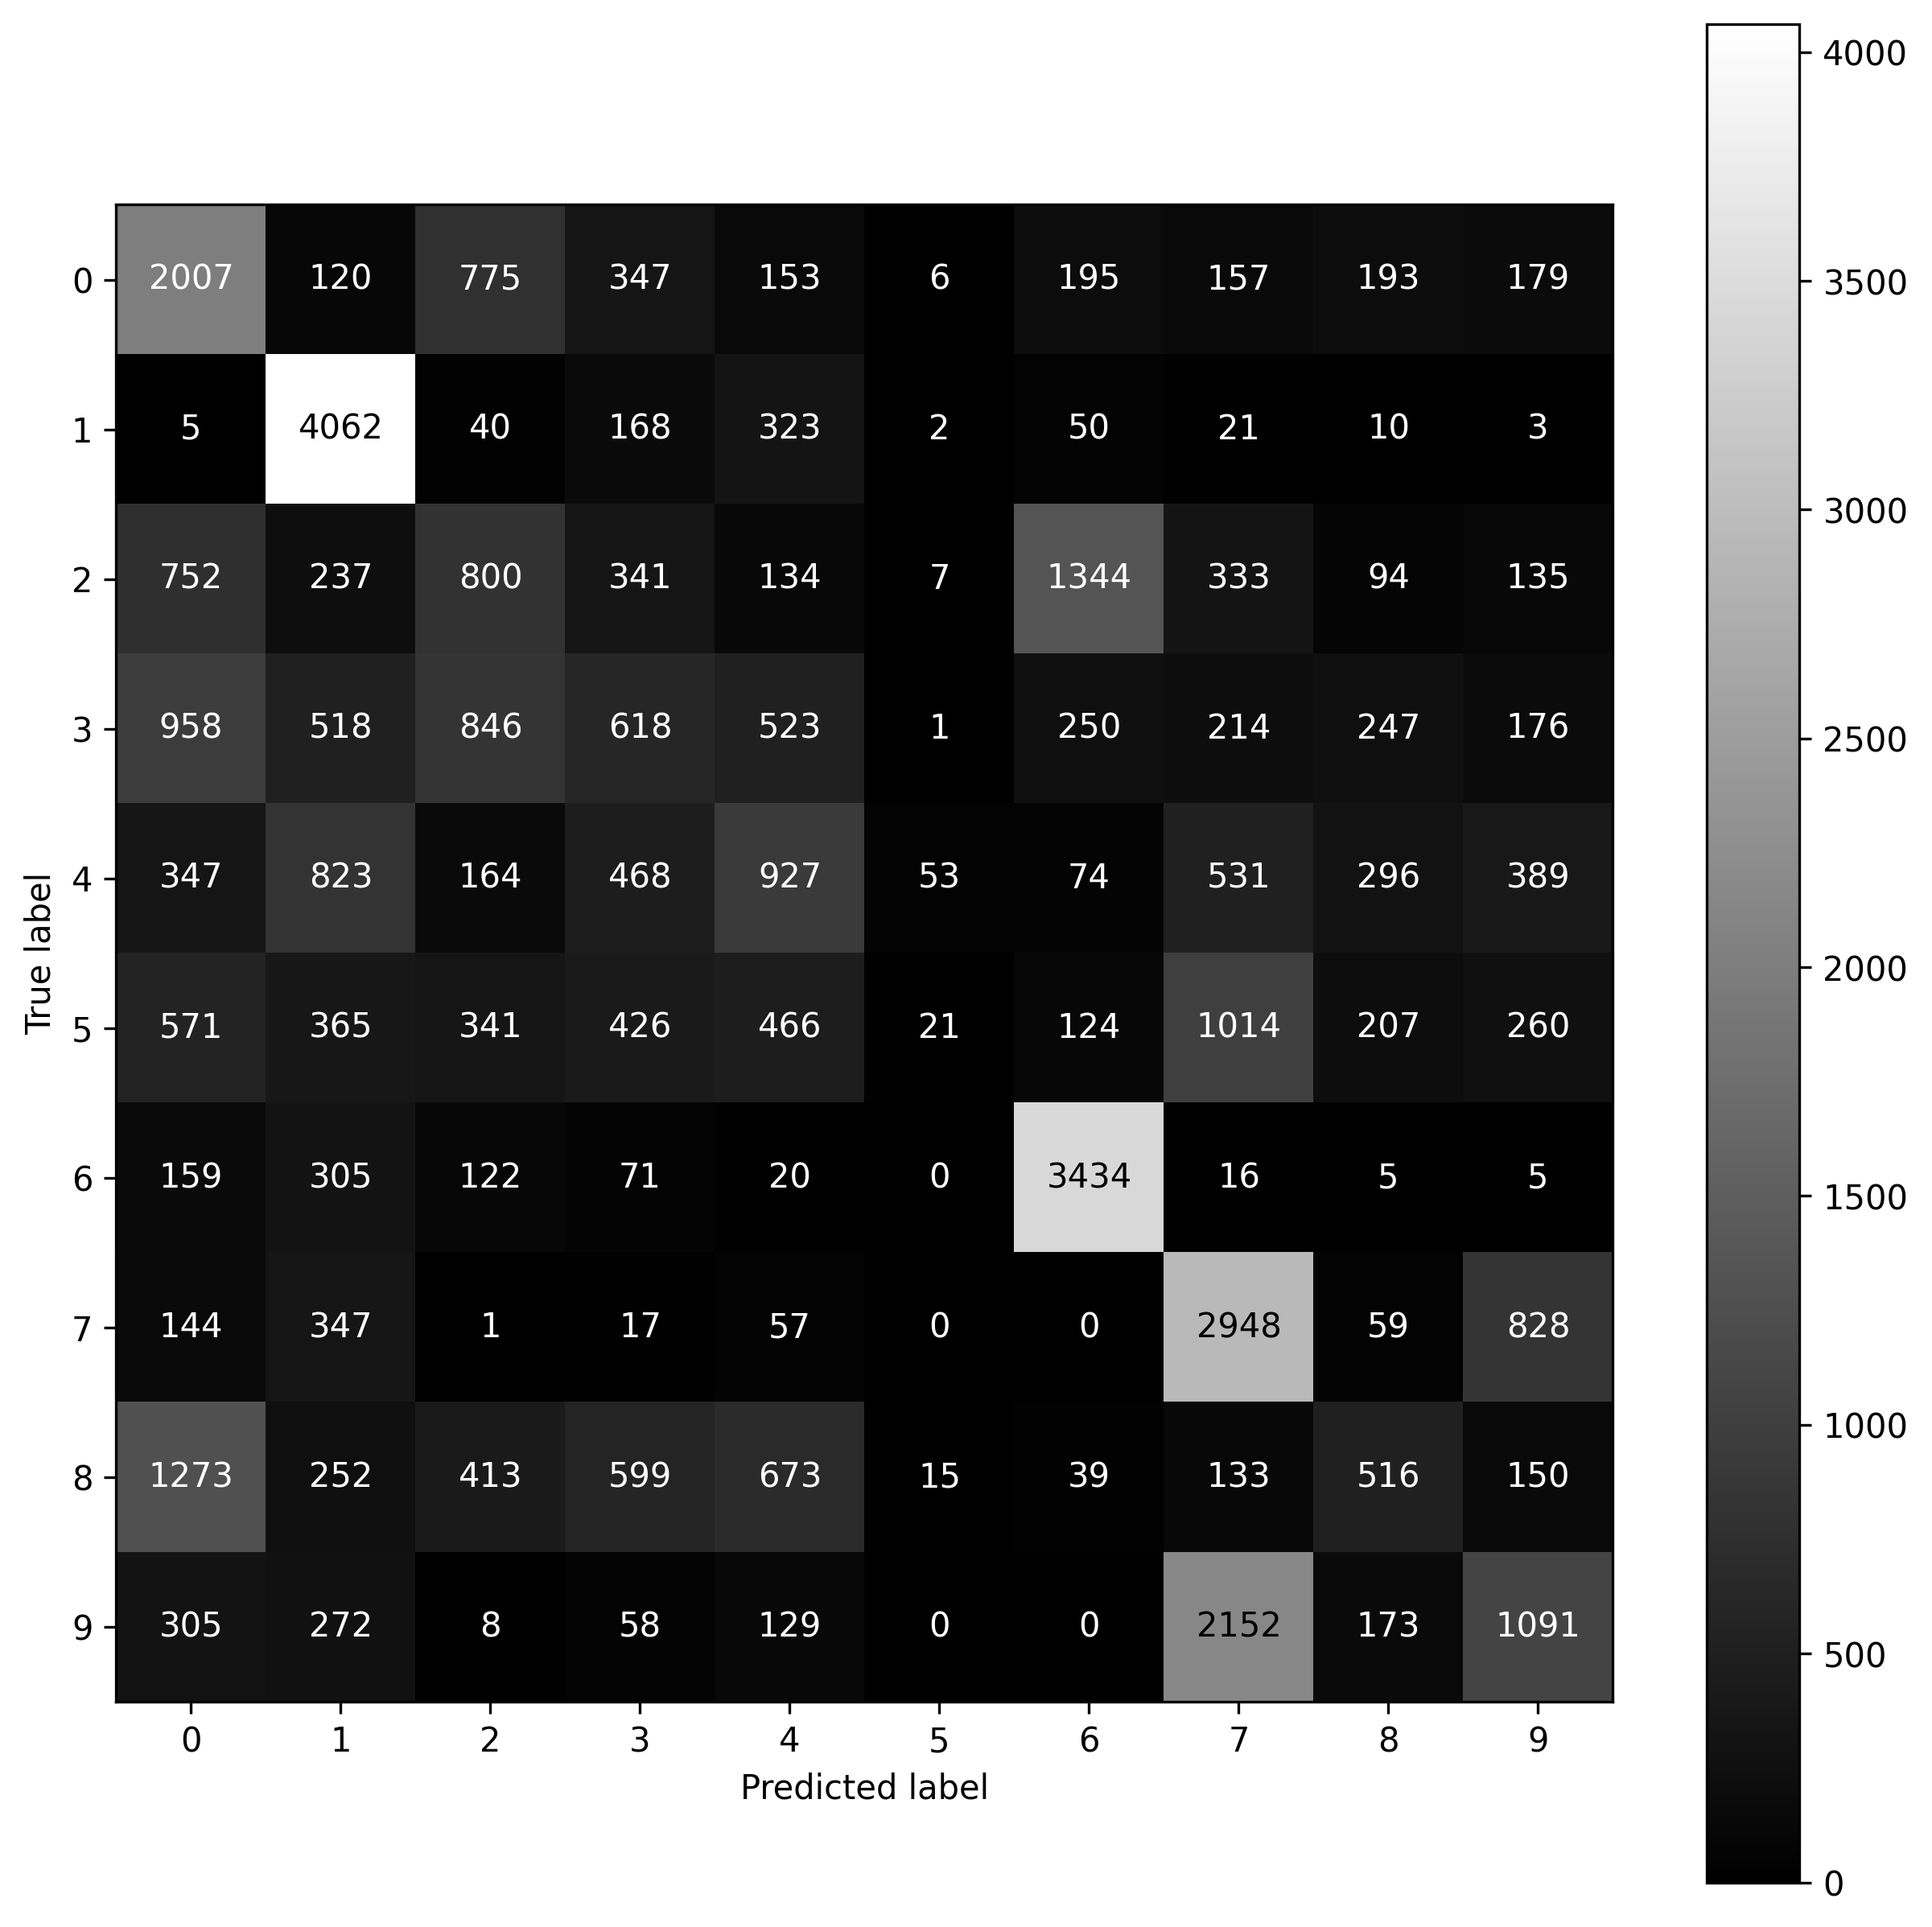 4000
3500
3000
2500
2000
1500
1000
500
0
True label
0 2007 120 775 347 153 6 195 157 193 179
1 5 4062 40 168 323 2 50 21 10 3
2 752 237 800 341 134 7 1344 333 94 135
3 958 518 846 618 523 1 250 214 247 176
4 347 823 164 468 927 53 74 531 296 389
5 571 365 341 426 466 21 124 1014 207 260
6 159 305 122 71 20 0 3434 16 5 5
7 144 347 1 17 57 0 0 2948 59 828
8 1273 252 413 599 673 15 39 133 516 150
9 305 272 8 58 129 0 0 2152 173 1091
0 1 2 3 4 5 6 7 8 9
Predicted label